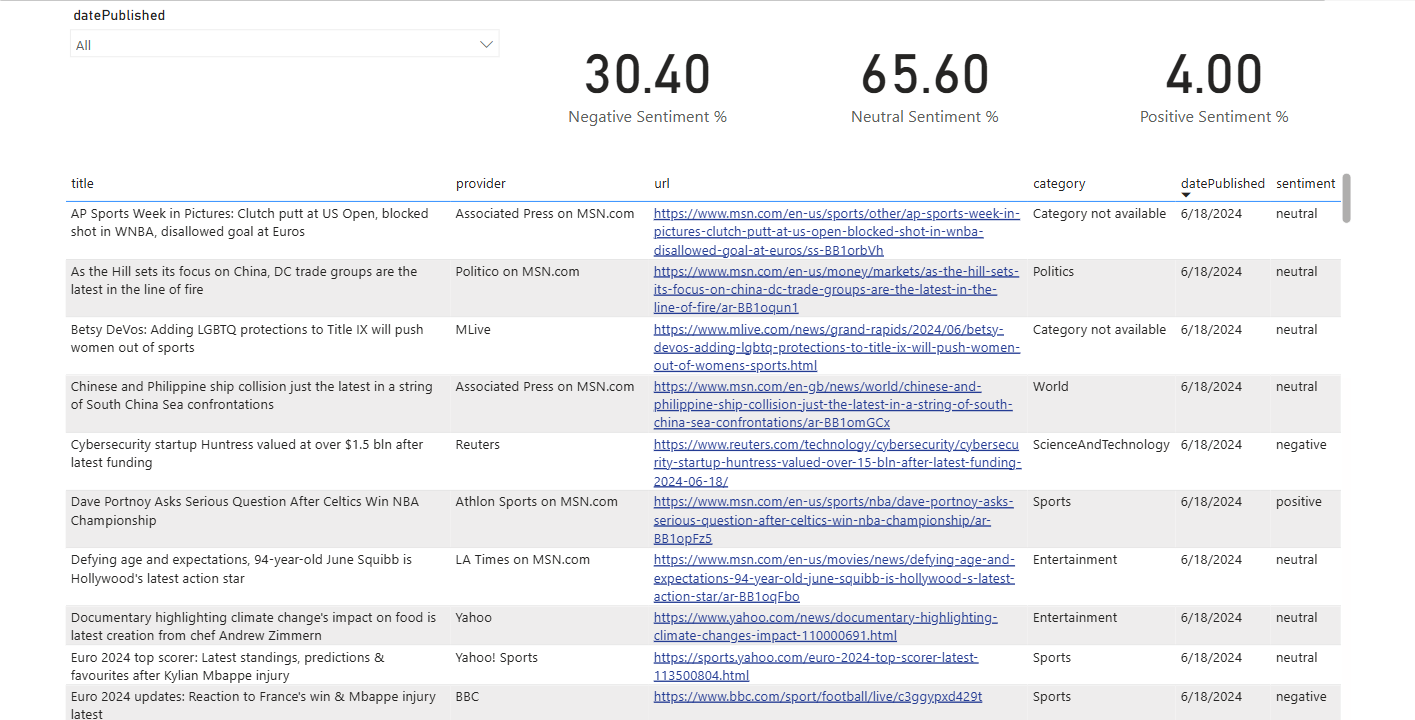 datePublished
All
30.40
Negative Sentiment %
65.60
Neutral Sentiment %
4.00
Positive Sentiment %
title provider url category datePublished sentiment
AP Sports Week in Pictures: Clutch putt at US Open, blocked
shot in WNBA, disallowed goal at Euros
Associated Press on MSN.com
https://www.msn.com/en-us/sports/other/ap-sports-week-in-
pictures-clutch-putt-at-us-open-blocked-shot-in-wnba-
disallowed-goal-at-euros/ss-BB1orbVh
Category not available
6/18/2024
neutral
As the Hill sets its focus on China, DC trade groups are the
latest in the line of fire
Politico on MSN.com
https://www.msn.com/en-us/money/markets/as-the-hill-sets-
its-focus-on-china-dc-trade-groups-are-the-latest-in-the-
line-of-fire/ar-BB1oqun1
Politics
6/18/2024
neutral
Betsy DeVos: Adding LGBTQ protections to Title IX will push
women out of sports
MLive
https://www.mlive.com/news/grand-rapids/2024/06/betsy-
devos-adding-lgbtq-protections-to-title-ix-will-push-women-
out-of-womens-sports.html
Category not available
6/18/2024
neutral
Chinese and Philippine ship collision just the latest in a string
of South China Sea confrontations
Associated Press on MSN.com
https://www.msn.com/en-gb/news/world/chinese-and-
philippine-ship-collision-just-the-latest-in-a-string-of-south-
china-sea-confrontations/ar-BB1omGCx
World
6/18/2024
neutral
Cybersecurity startup Huntress valued at over $1.5 bln after
latest funding
Reuters
https://www.reuters.com/technology/cybersecurity/cybersecu
rity-startup-huntress-valued-over-15-bln-after-latest-funding-
2024-06-18/
ScienceAndTechnology
6/18/2024
negative
Dave Portnoy Asks Serious Question After Celtics Win NBA
Championship
Athlon Sports on MSN.com
https://www.msn.com/en-us/sports/nba/dave-portnoy-asks-
serious-question-after-celtics-win-nba-championship/ar-
BB1opFz5
Sports
6/18/2024
positive
Defying age and expectations, 94-year-old June Squibb is
Hollywood's latest action star
LA Times on MSN.com
https://www.msn.com/en-us/movies/news/defying-age-and-
expectations-94-year-old-june-squibb-is-hollywood-s-latest-
action-star/ar-BB1oqFbo
Entertainment
6/18/2024
neutral
Documentary highlighting climate change's impact on food is
latest creation from chef Andrew Zimmern
Yahoo
https://www.yahoo.com/news/documentary-highlighting-
climate-changes-impact-110000691.html
Entertainment
6/18/2024
neutral
Euro 2024 top scorer: Latest standings, predictions &
favourites after Kylian Mbappe injury
Yahoo! Sports
https://sports.yahoo.com/euro-2024-top-scorer-latest-
113500804.html
Sports
6/18/2024
neutral
Euro 2024 updates: Reaction to France's win & Mbappe injury
latest
BBC
https://www.bbc.com/sport/football/live/c3ggypxd429t
Sports
6/18/2024
negative